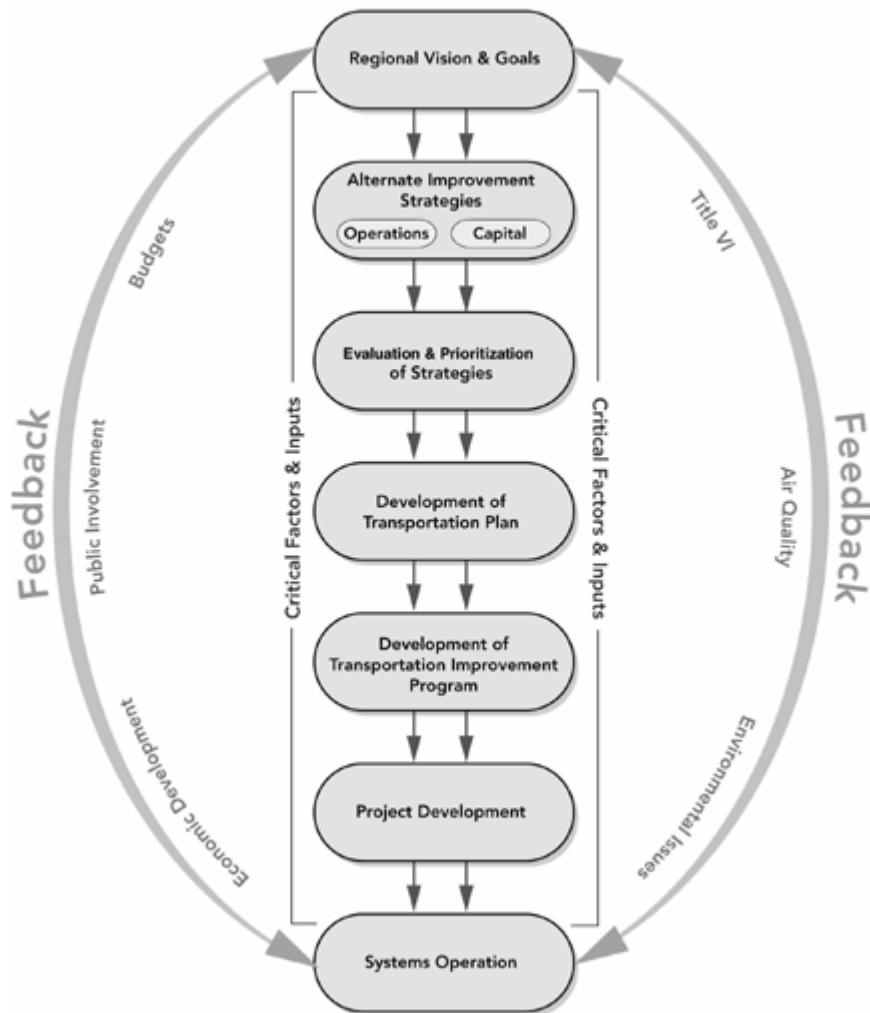 Regional Vision & Goals
Alternate Improvement
Strategies
Operations
Capital
Evaluation & Prioritization
of Strategies
Development of
Transportation Plan
Development of
Transportation Improvement
Program
Project Development
Systems Operation
Critical Factors & Inputs
Critical Factors & Inputs
Feedback
Budgets
Public Involvement
Economic Development
Feedback
Title VI
Air Quality
Environmental Issues